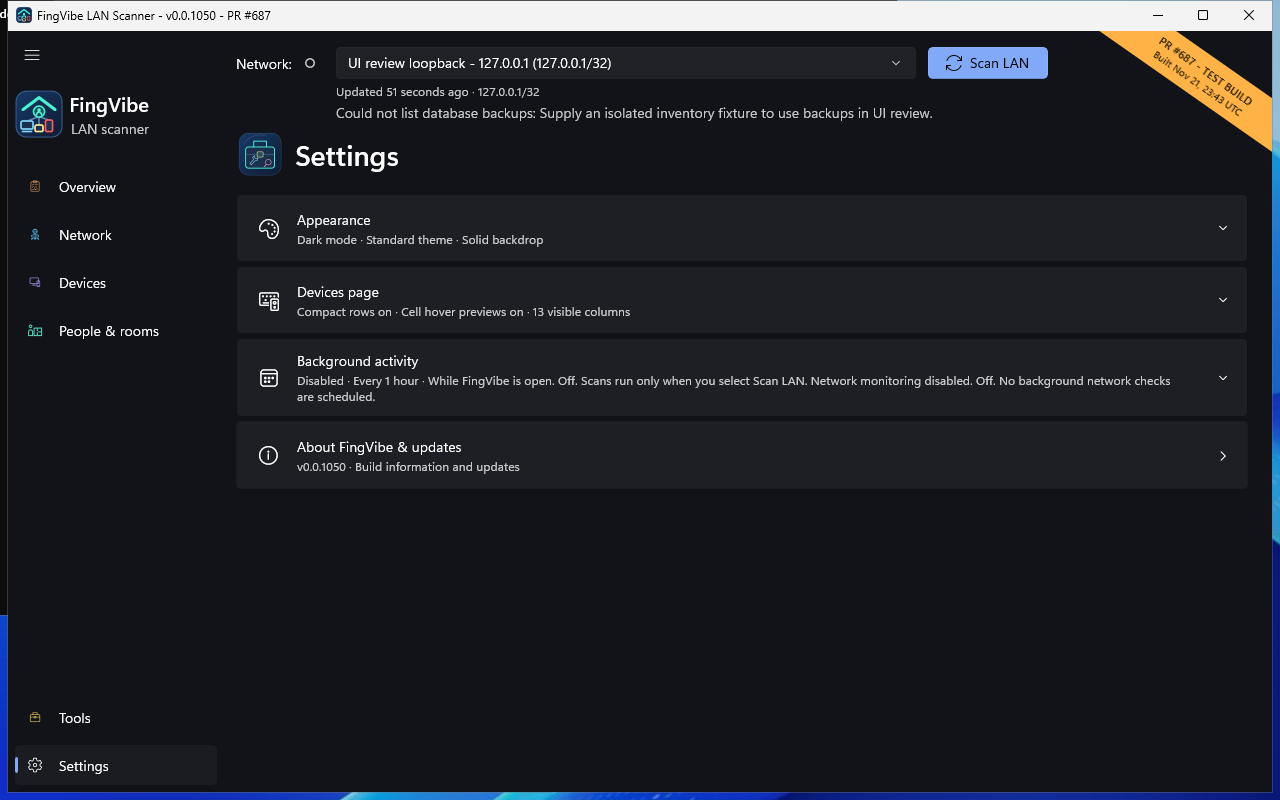 FingVibe LAN Scanner - v0.0.1050 - PR #687
Network:
UI review loopback - 127.0.0.1 (127.0.0.1/32)
Scan LAN
PR #687 - TEST BUILD
Built Nov 21, 23:43 UTC
Updated 51 seconds ago · 127.0.0.1/32
Could not list database backups: Supply an isolated inventory fixture to use backups in UI review.
FingVibe
LAN scanner
Overview
Network
Devices
People & rooms
Tools
Settings
Settings
Appearance
Dark mode · Standard theme · Solid backdrop
Devices page
Compact rows on · Cell hover previews on · 13 visible columns
Background activity
Disabled · Every 1 hour · While FingVibe is open. Off. Scans run only when you select Scan LAN. Network monitoring disabled. Off. No background network checks
are scheduled.
About FingVibe & updates
v0.0.1050 · Build information and updates